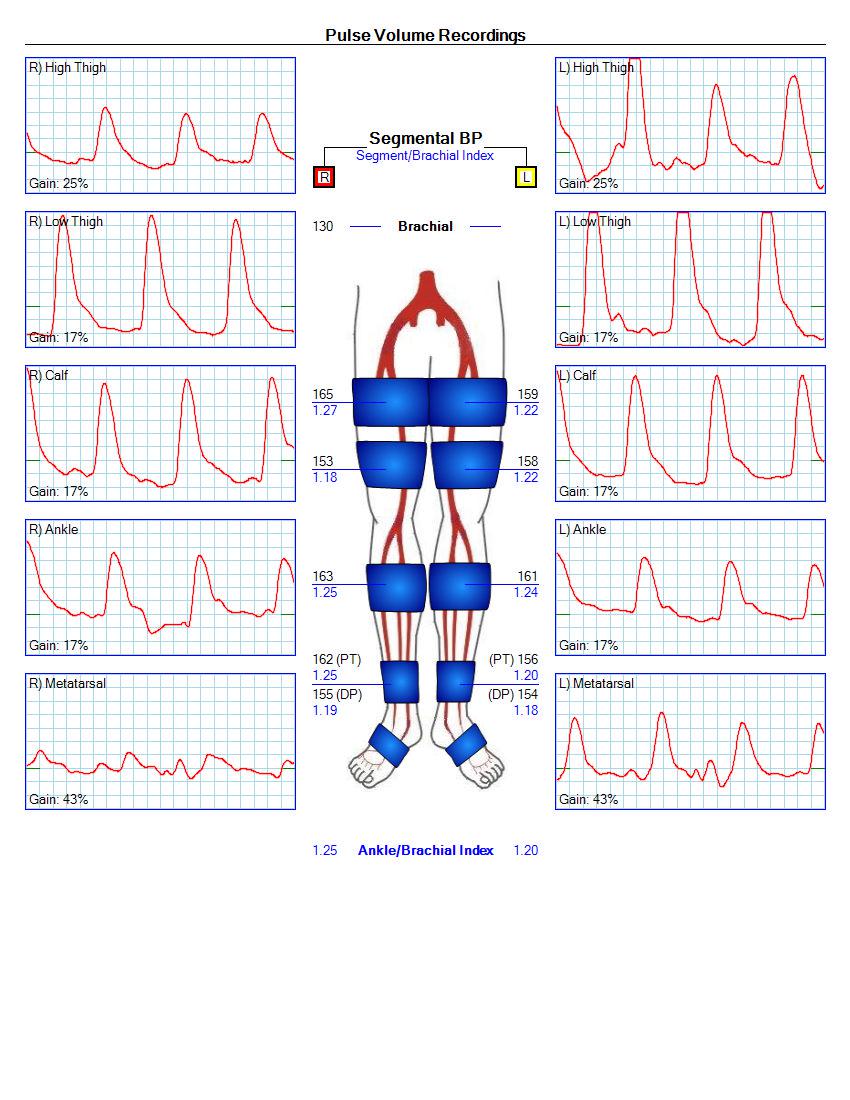 Pulse Volume Recordings
R) High Thigh
Gain: 25%
L) High Thigh
Gain: 25%
Segmental BP
Segment/Brachial Index
R
L
R) Low Thigh
Gain: 17%
130 Brachial
L) Low Thigh
Gain: 17%
R) Calf
Gain: 17%
165
1.27
159
1.22
153
1.18
158
1.22
L) Calf
Gain: 17%
R) Ankle
Gain: 17%
163
1.25
161
1.24
L) Ankle
Gain: 17%
162 (PT)
1.25
155 (DP)
1.19
(PT) 156
1.20
(DP) 154
1.18
R) Metatarsal
Gain: 43%
L) Metatarsal
Gain: 43%
1.25 Ankle/Brachial Index 1.20